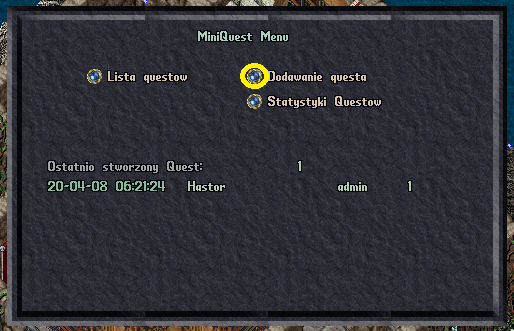 MiniQuest Menu
Lista questow
Dodawanie questa
Statystyki Questow
Ostatnio stworzony Quest: 1
20-04-08 06:21:24 Hastor admin 1